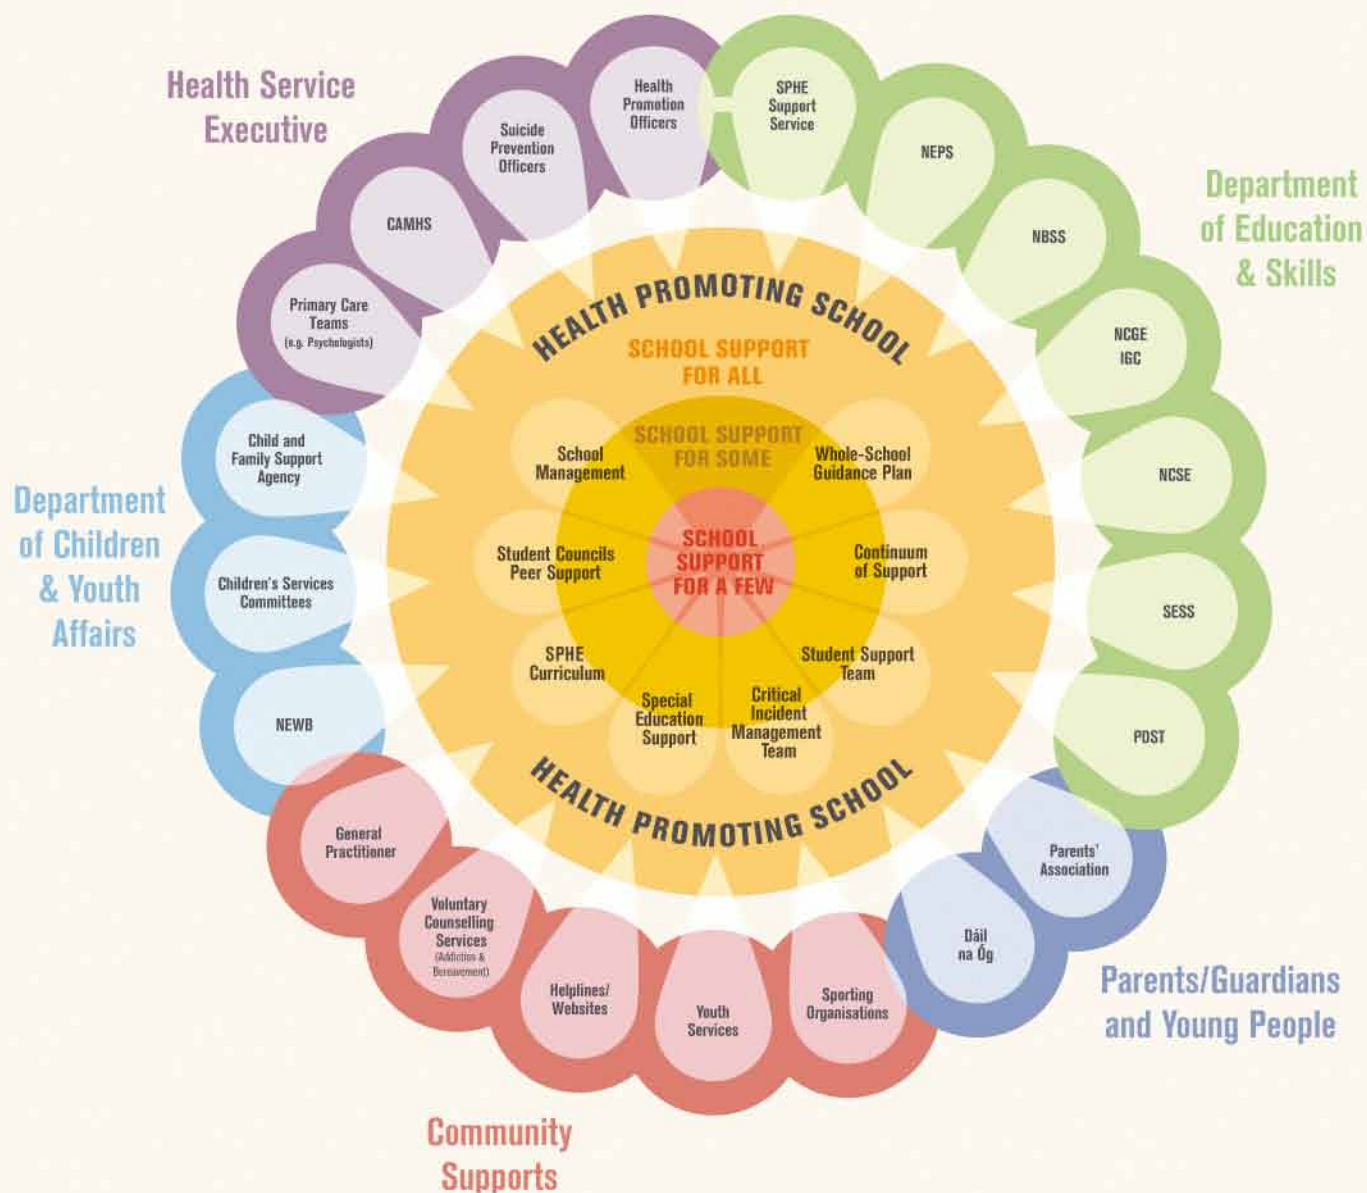 Health Service
Executive
Health
Promotion
Officers
Suicide
Prevention
Officers
CAMHS
Primary Care
Teams
(e.g. Psychologists)
SPHE
Support
Service
NEPS
NBSS
NCGE
IGC
NCSE
SESS
PDST
Department
of Education
& Skills
Department
of Children
& Youth
Affairs
Child and
Family Support
Agency
Children's Services
Committees
NEWB
HEALTH PROMOTING SCHOOL
SCHOOL SUPPORT
FOR ALL
SCHOOL SUPPORT
FOR SOME
SCHOOL
SUPPORT
FOR A FEW
School
Management
Whole-School
Guidance Plan
Student Councils
Peer Support
Continuum
of Support
SPHE
Curriculum
Student Support
Team
Special
Education
Support
Critical
Incident
Management
Team
HEALTH PROMOTING SCHOOL
General
Practitioner
Voluntary
Counselling
Services
(Addiction &
Bereavement)
Helplines/
Websites
Youth
Services
Sporting
Organisations
Dáil
na Óg
Parents'
Association
Parents/Guardians
and Young People
Community
Supports